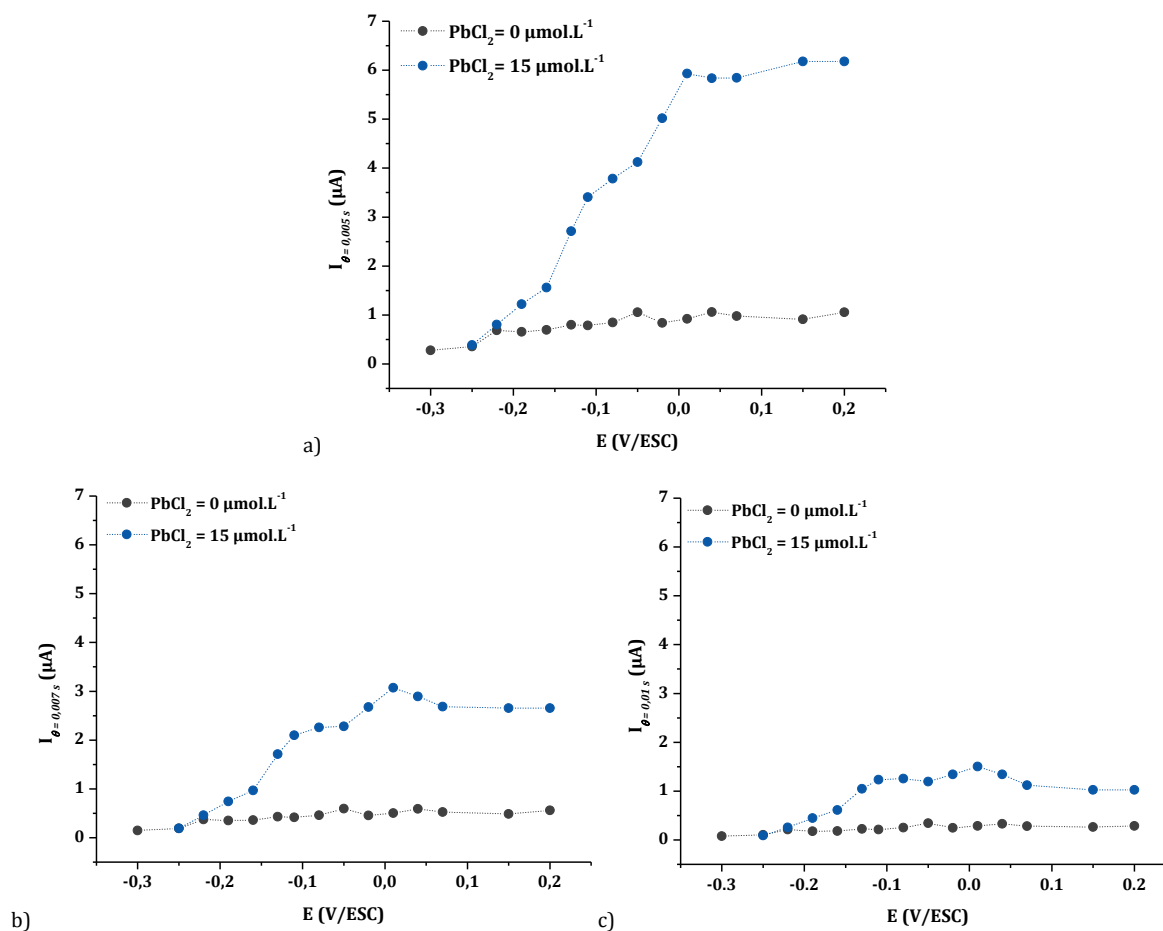 7
6
5
4
3
2
1
0
PbCl₂= 0 µmol.L⁻¹
PbCl₂= 15 µmol.L⁻¹
I θ= 0,005 s (µA)
-0,3 -0,2 -0,1 0,0 0,1 0,2
E (V/ESC)
a)
7
6
5
4
3
2
1
0
PbCl₂ = 0 µmol.L⁻¹
PbCl₂ = 15 µmol.L⁻¹
I θ= 0,007 s (µA)
-0,3 -0,2 -0,1 0,0 0,1 0,2
E (V/ESC)
b)
7
6
5
4
3
2
1
0
PbCl₂ = 0 µmol.L⁻¹
PbCl₂ = 15 µmol.L⁻¹
I θ= 0,01 s (µA)
-0.3 -0.2 -0.1 0.0 0.1 0.2
E (V/ESC)
c)